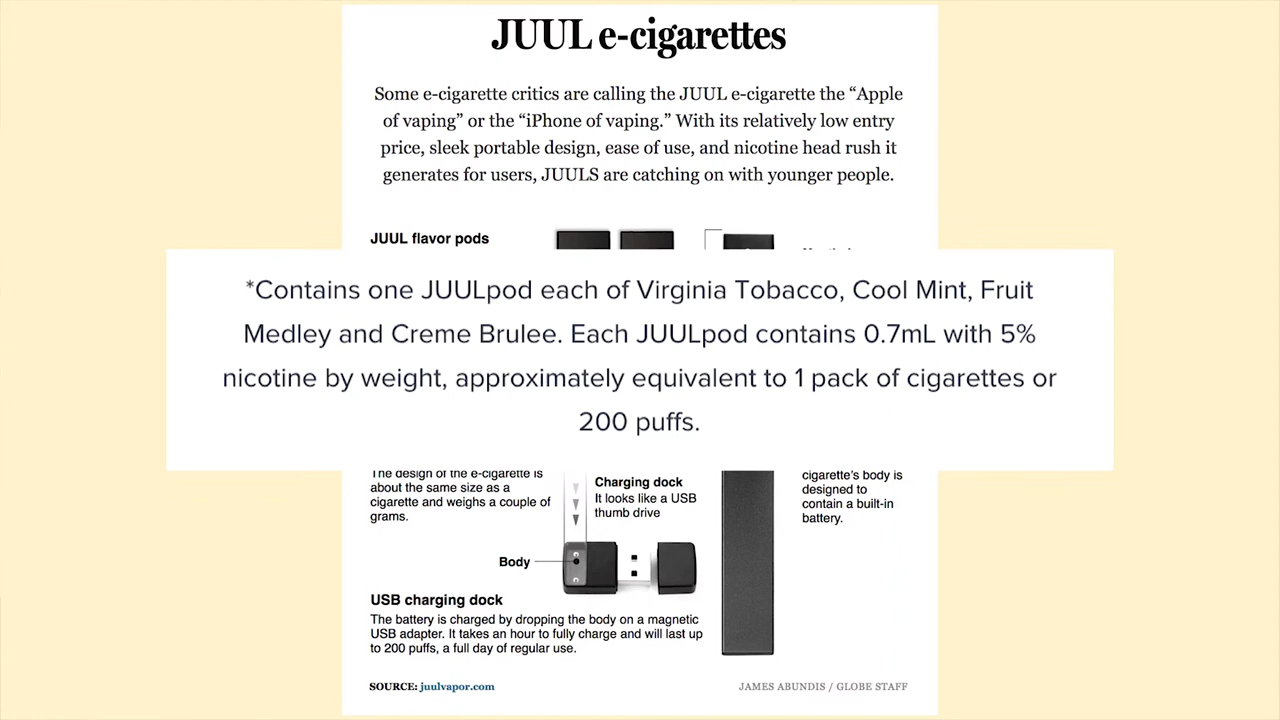 JUUL e-cigarettes
Some e-cigarette critics are calling the JUUL e-cigarette the “Apple
of vaping” or the “iPhone of vaping.” With its relatively low entry
price, sleek portable design, ease of use, and nicotine head rush it
generates for users, JUULS are catching on with younger people.
JUUL flavor pods
*Contains one JUULpod each of Virginia Tobacco, Cool Mint, Fruit
Medley and Creme Brulee. Each JUULpod contains 0.7mL with 5%
nicotine by weight, approximately equivalent to 1 pack of cigarettes or
200 puffs.
The design of the e-cigarette is
about the same size as a
cigarette and weighs a couple of
grams.
Charging dock
It looks like a USB
thumb drive
cigarette’s body is
designed to
contain a built-in
battery.
Body
USB charging dock
The battery is charged by dropping the body on a magnetic
USB adapter. It takes an hour to fully charge and will last up
to 200 puffs, a full day of regular use.
SOURCE: juulvapor.com
JAMES ABUNDIS / GLOBE STAFF